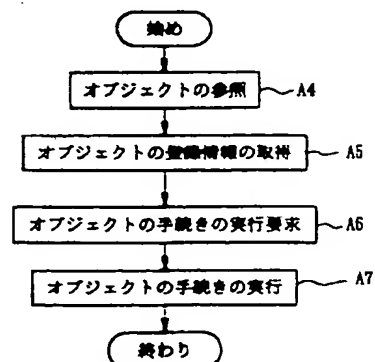 始め
オブジェクトの参照 A4
オブジェクトの登録情報の取得 A5
オブジェクトの手続きの実行要求 A6
オブジェクトの手続きの実行 A7
終わり